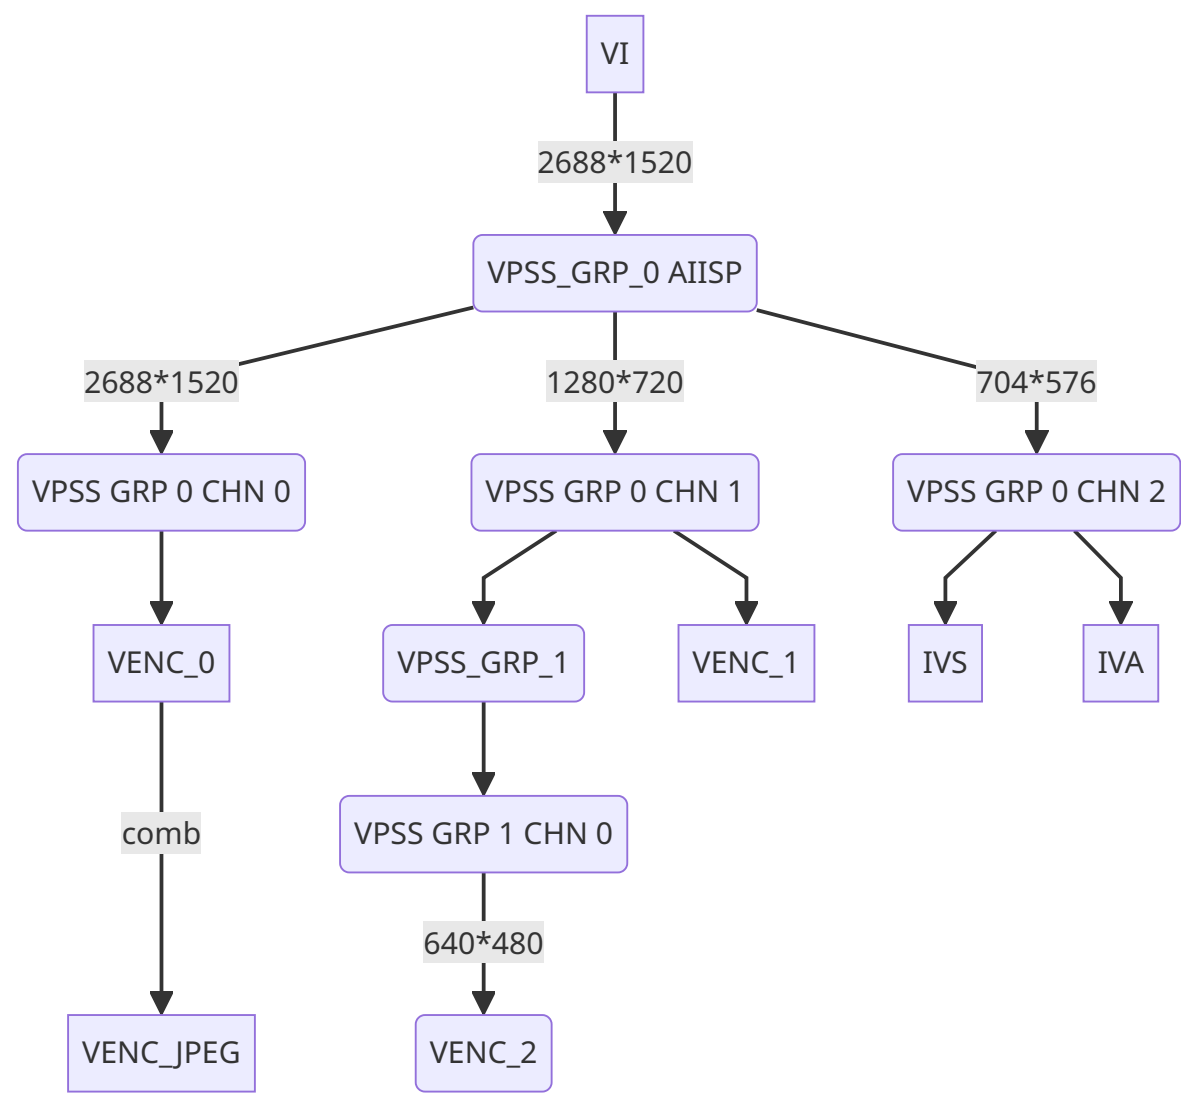 VI
2688*1520
VPSS_GRP_0 AIISP
2688*1520
1280*720
704*576
VPSS GRP 0 CHN 0
VPSS GRP 0 CHN 1
VPSS GRP 0 CHN 2
VENC_0
VPSS_GRP_1
VENC_1
IVS
IVA
comb
VPSS GRP 1 CHN 0
640*480
VENC_JPEG
VENC_2